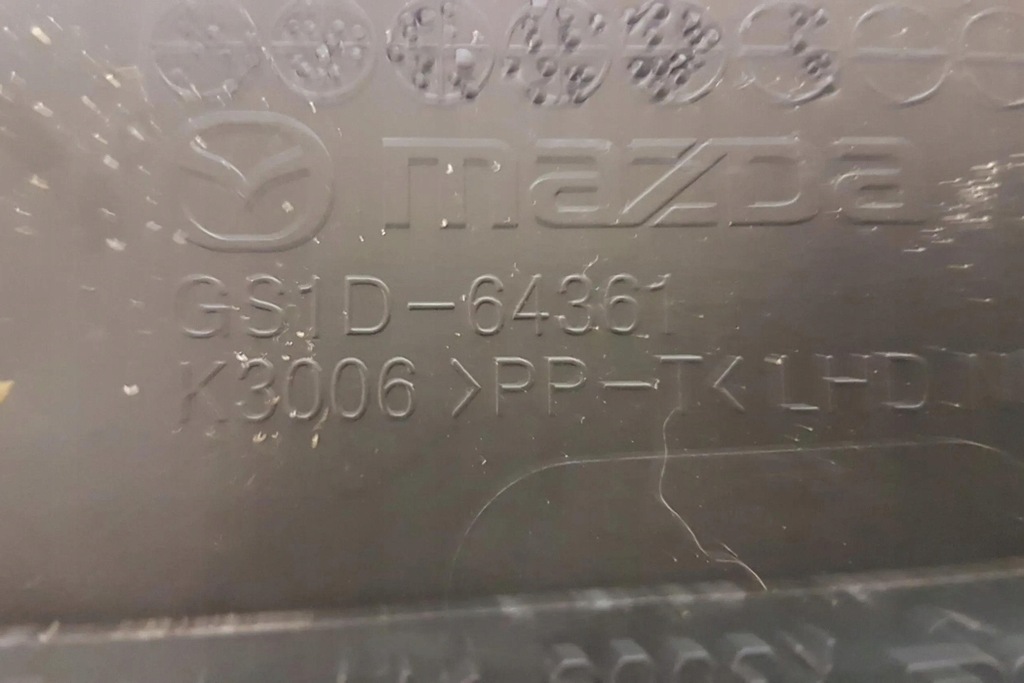 mazda
GS1D-64361
K3006 >PP-T< LHD